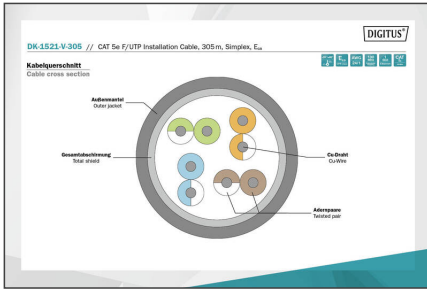 DIGITUS®
DK-1521-V-305 // CAT 5e F/UTP Installation Cable, 305 m, Simplex, Eca
Kabelquerschnitt
Cable cross section
Außenmantel
Outer jacket
Gesamtabschirmung
Total shield
Cu-Draht
Cu-Wire
Aderspaare
Twisted pair